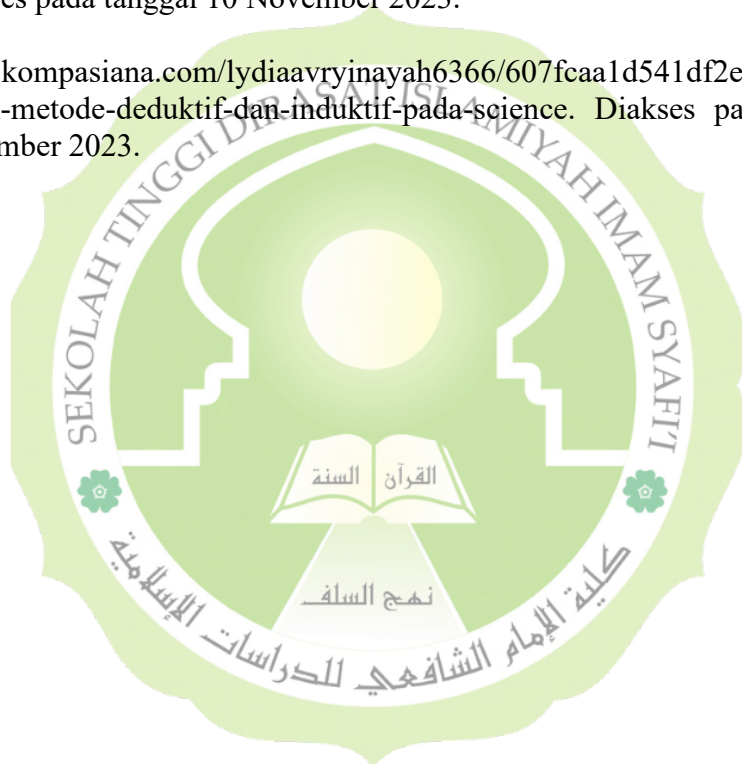 es pada tanggal 10 November 2023.
kompasiana.com/lydiaavryinayah6366/607fcaa1d541df2e
-metode-deduktif-dan-induktif-pada-science. Diakses pa
mber 2023.
SEKOLAH TINGGI DIRASAT ISLAMIYAH IMAM SYAFI'I
القرآن السنة
نهج السلف
كلية الإمام الشافعي للدراسات الإسلامية